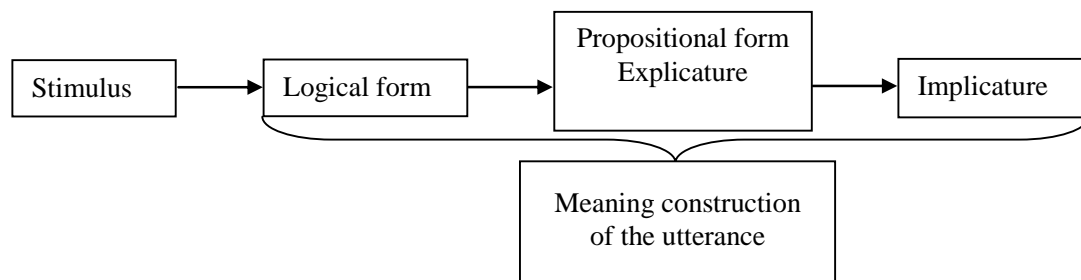 Stimulus
Logical form
Propositional form
Explicature
Implicature
Meaning construction
of the utterance